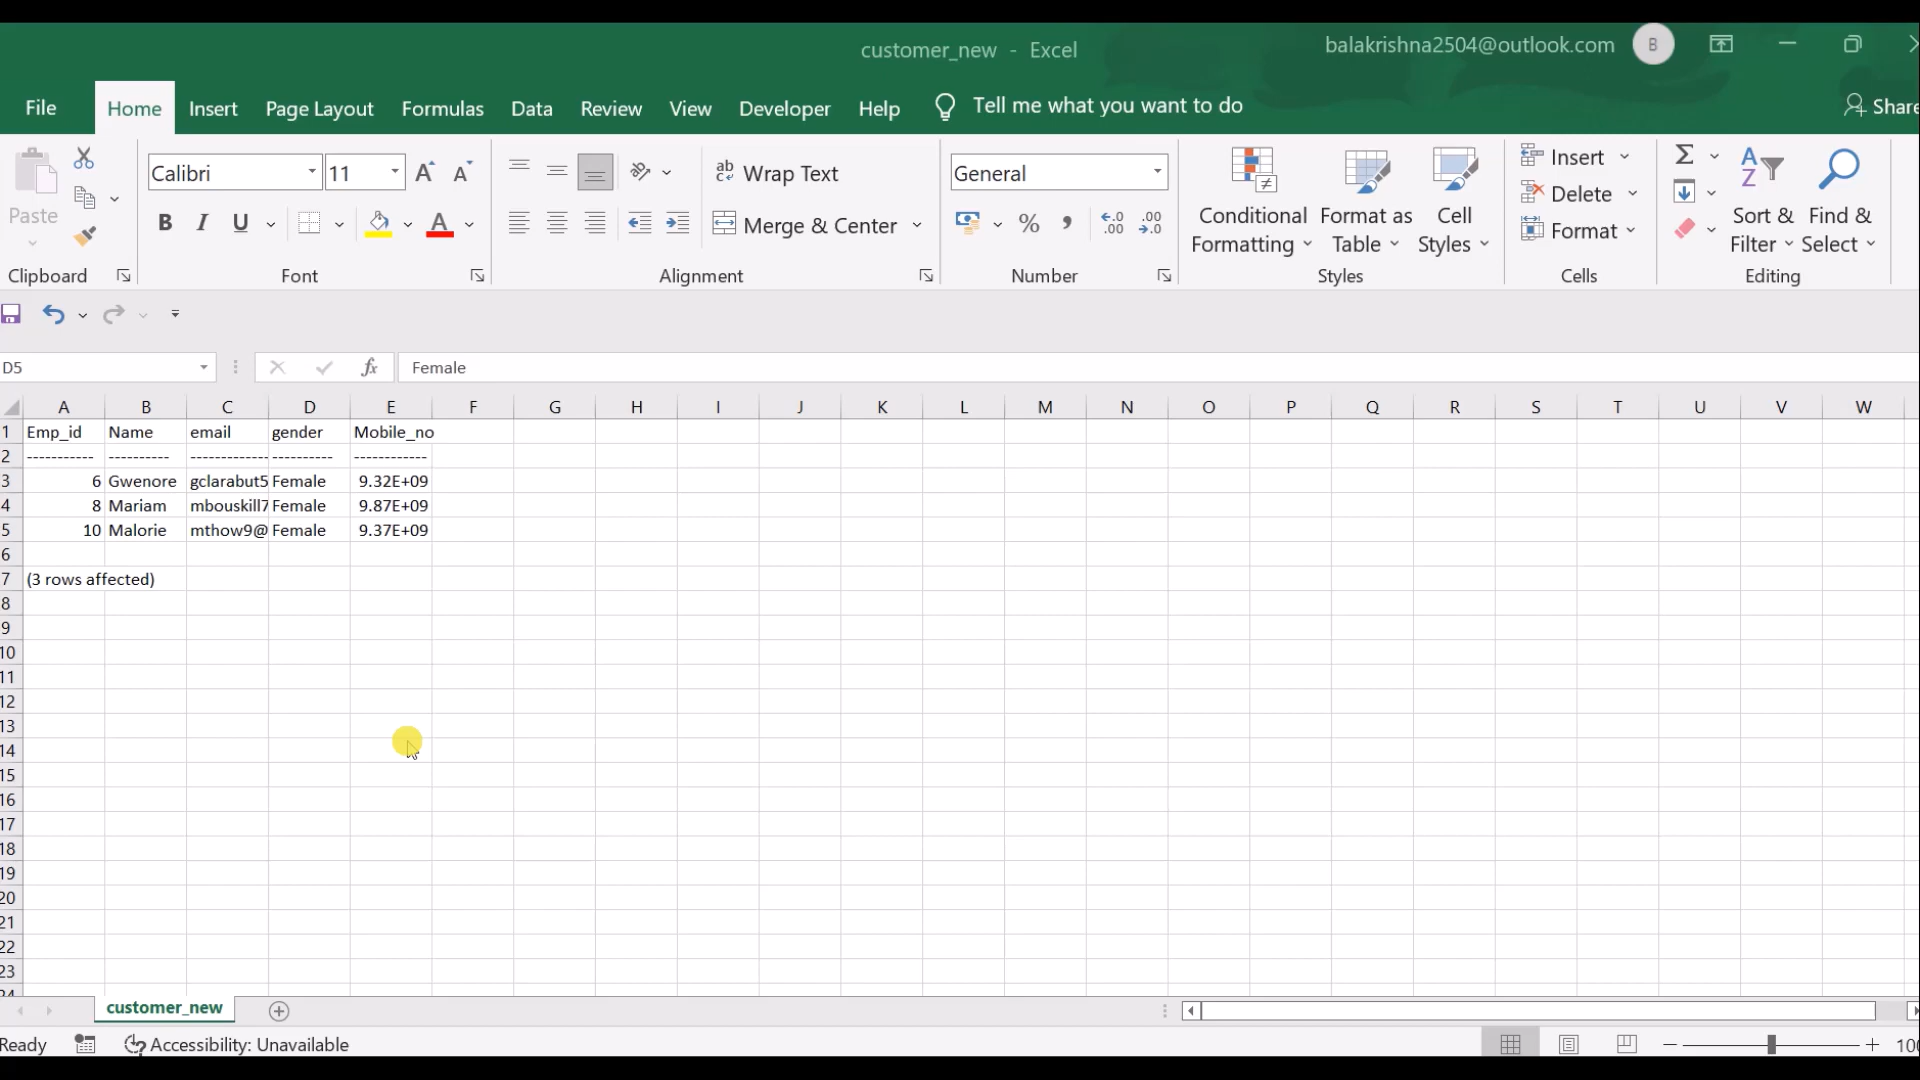 customer_new - Excel
balakrishna2504@outlook.com B
File Home Insert Page Layout Formulas Data Review View Developer Help Tell me what you want to do Share
Paste
Clipboard
Calibri 11
B I U
Font
Wrap Text
Merge & Center
Alignment
General
Number
Conditional Formatting
Format as Table
Cell Styles
Styles
Insert
Delete
Format
Cells
Sort & Filter
Find & Select
Editing
D5 fx Female
A B C D E F G H I J K L M N O P Q R S T U V W
1 Emp_id Name email gender Mobile_no
2 ----------- ---------- ------------- ---------- ------------
3 6 Gwenore gclarabut5 Female 9.32E+09
4 8 Mariam mbouskill7 Female 9.87E+09
5 10 Malorie mthow9@ Female 9.37E+09
6
7 (3 rows affected)
8
9
10
11
12
13
14
15
16
17
18
19
20
21
22
23
24
customer_new
Ready Accessibility: Unavailable 100